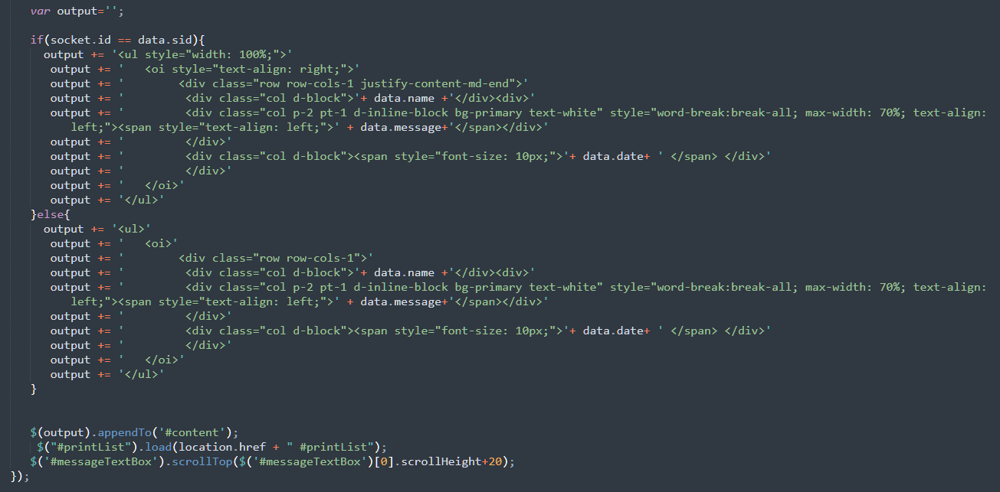 var output='';
if(socket.id == data.sid){
output += '<ul style="width: 100%;">'
output += '   <oi style="text-align: right;">'
output += '        <div class="row row-cols-1 justify-content-md-end">'
output += '         <div class="col d-block">'+ data.name +'</div><div>'
output += '         <div class="col p-2 pt-1 d-inline-block bg-primary text-white" style="word-break:break-all; max-width: 70%; text-align:
left;"><span style="text-align: left;">' + data.message+'</span></div>'
output += '         </div>'
output += '         <div class="col d-block"><span style="font-size: 10px;">'+ data.date+ ' </span> </div>'
output += '         </div>'
output += '   </oi>'
output += '</ul>'
}else{
output += '<ul>'
output += '   <oi>'
output += '        <div class="row row-cols-1">'
output += '         <div class="col d-block">'+ data.name +'</div><div>'
output += '         <div class="col p-2 pt-1 d-inline-block bg-primary text-white" style="word-break:break-all; max-width: 70%; text-align:
left;"><span style="text-align: left;">' + data.message+'</span></div>'
output += '         </div>'
output += '         <div class="col d-block"><span style="font-size: 10px;">'+ data.date+ ' </span> </div>'
output += '         </div>'
output += '   </oi>'
output += '</ul>'
}
$(output).appendTo('#content');
$("#printList").load(location.href + " #printList");
$('#messageTextBox').scrollTop($('#messageTextBox')[0].scrollHeight+20);
});